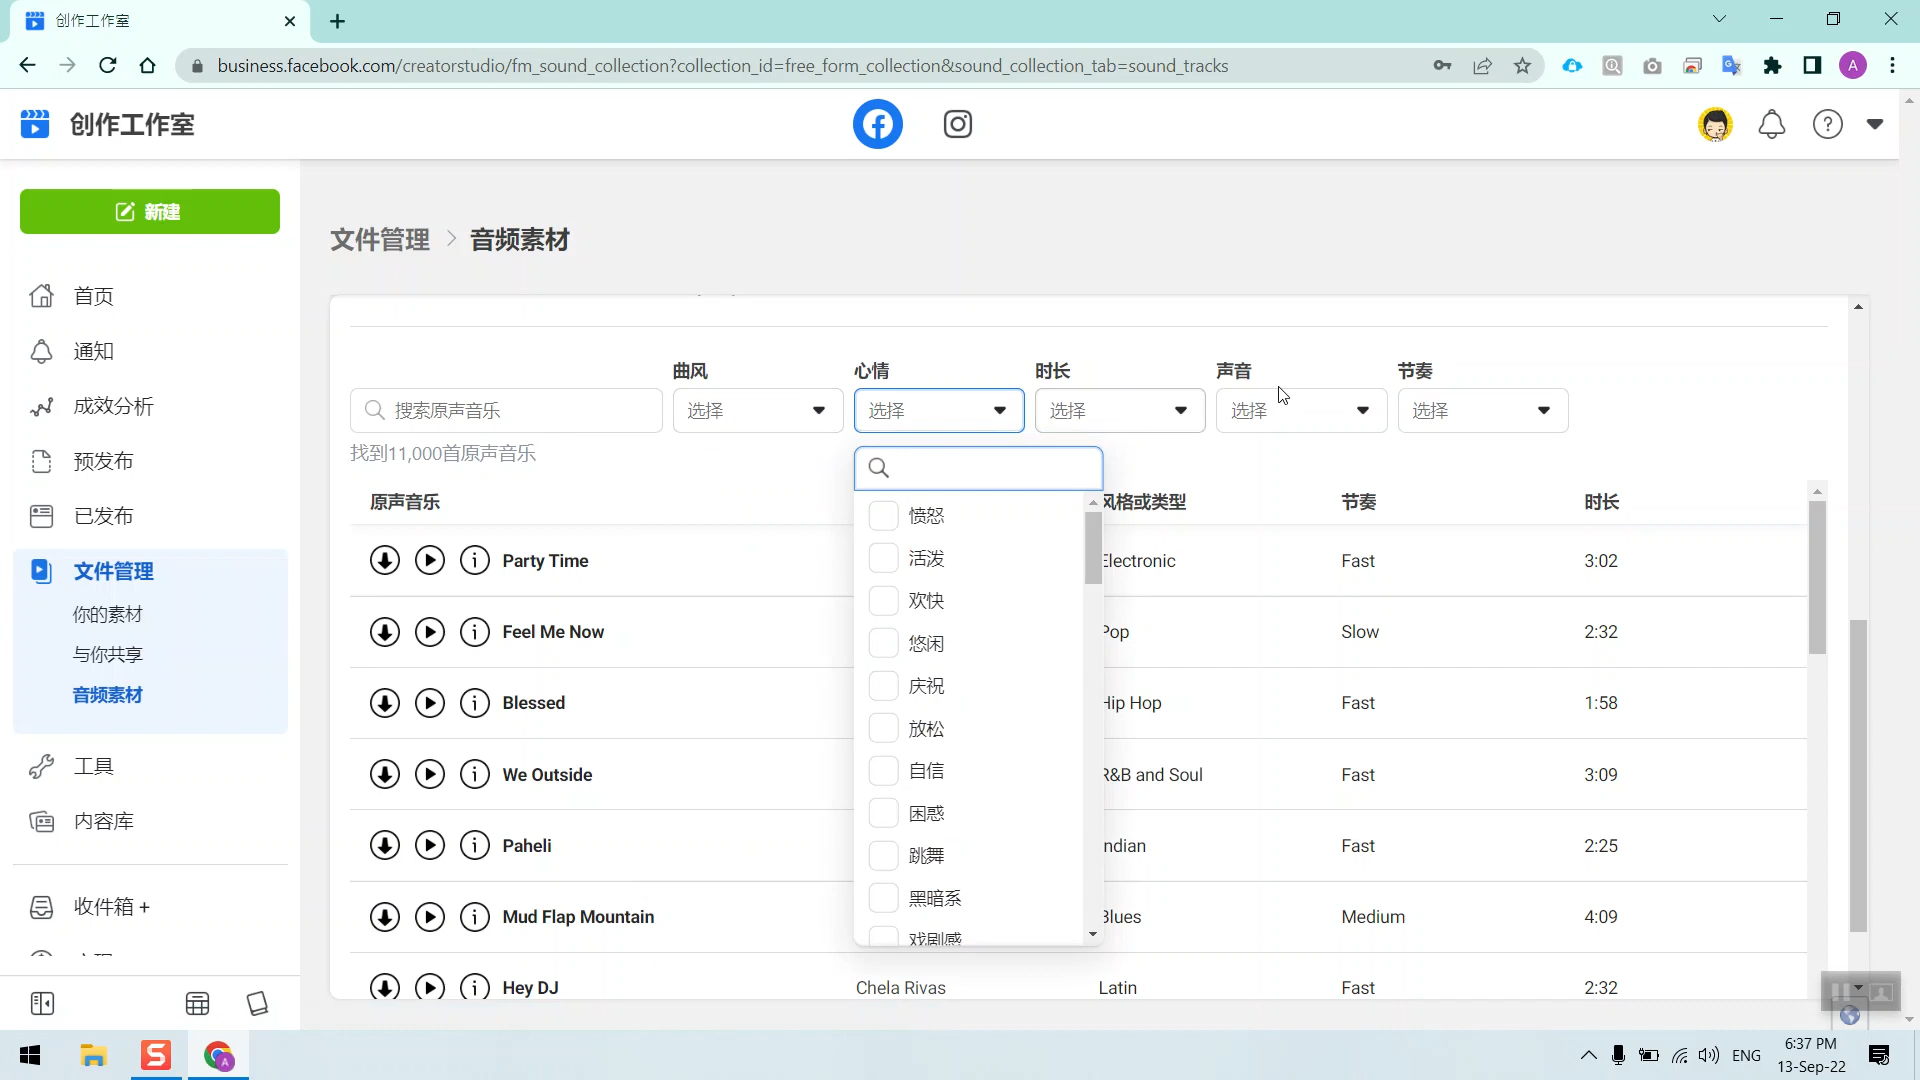 创作工作室
business.facebook.com/creatorstudio/fm_sound_collection?collection_id=free_form_collection&sound_collection_tab=sound_tracks
A
创作工作室
新建
首页
通知
成效分析
预发布
已发布
文件管理
你的素材
与你共享
音频素材
工具
内容库
收件箱 +
文件管理 > 音频素材
曲风 心情 时长 声音 节奏
搜索原声音乐 选择 选择 选择 选择 选择
找到11,000首原声音乐
原声音乐 风格或类型 节奏 时长
Party Time Electronic Fast 3:02
Feel Me Now Pop Slow 2:32
Blessed Hip Hop Fast 1:58
We Outside R&B and Soul Fast 3:09
Paheli Indian Fast 2:25
Mud Flap Mountain Blues Medium 4:09
Hey DJ Chela Rivas Latin Fast 2:32
愤怒
活泼
欢快
悠闲
庆祝
放松
自信
困惑
跳舞
黑暗系
戏剧感
ENG
6:37 PM
13-Sep-22